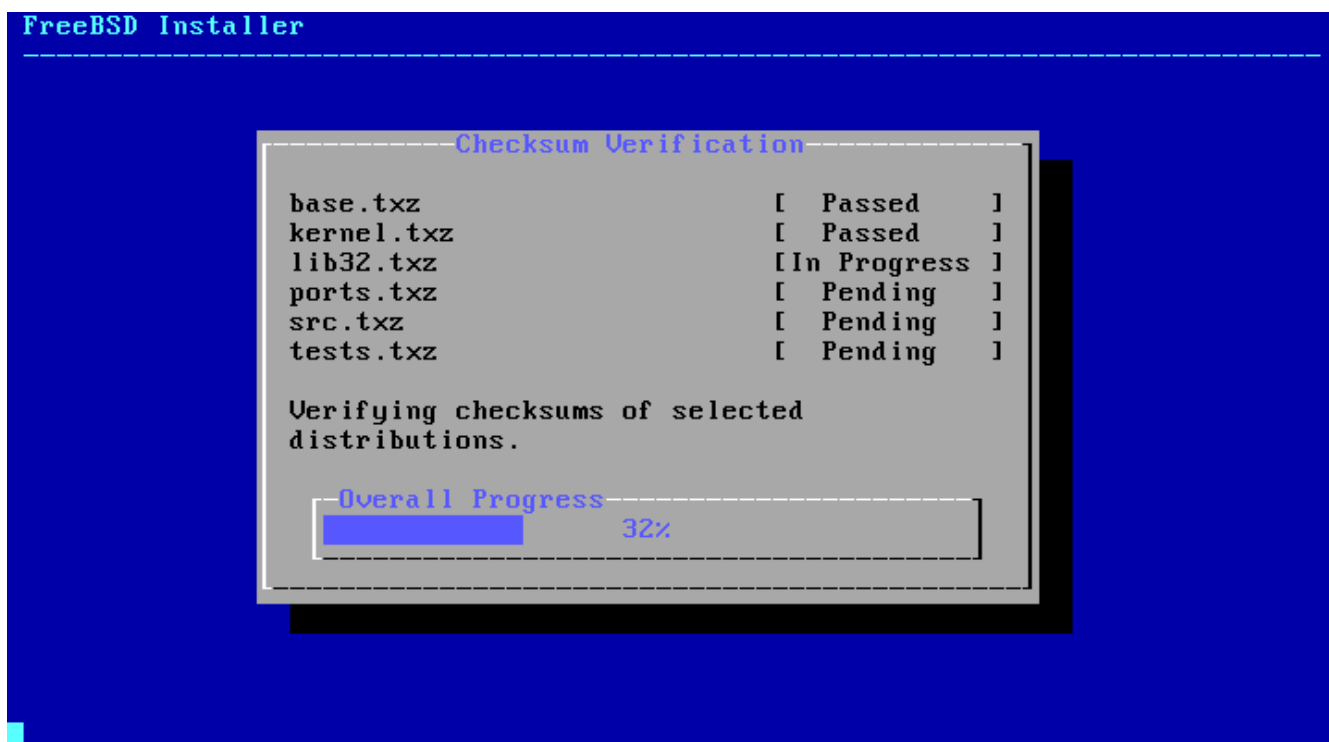 FreeBSD Installer
Checksum Verification
base.txz [ Passed ]
kernel.txz [ Passed ]
lib32.txz [In Progress ]
ports.txz [ Pending ]
src.txz [ Pending ]
tests.txz [ Pending ]
Verifying checksums of selected
distributions.
Overall Progress
32%